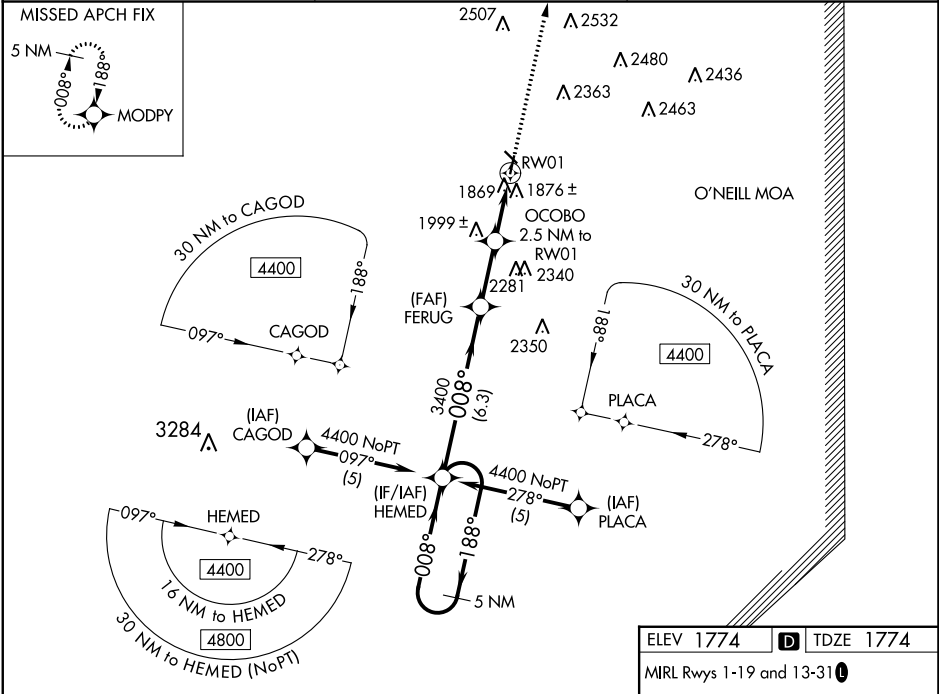 MISSED APCH FIX
5 NM
008°
188°
MODPY
2507
2532
2480
2436
2363
2463
RW01
1869
1876 ±
O'NEILL MOA
1999 ±
OCOBO
2.5 NM to
RW01
2281
2340
(FAF)
FERUG
2350
30 NM to CAGOD
4400
188°
097°
CAGOD
30 NM to PLACA
188°
4400
PLACA
278°
3400
008°
(6.3)
3284
(IAF)
CAGOD
4400 NoPT
097°
(5)
(IF/IAF)
HEMED
4400 NoPT
278°
(5)
(IAF)
PLACA
008°
188°
5 NM
097°
HEMED
278°
4400
16 NM to HEMED
4800
30 NM to HEMED (NoPT)
ELEV 1774 D TDZE 1774
MIRL Rwys 1-19 and 13-31 L